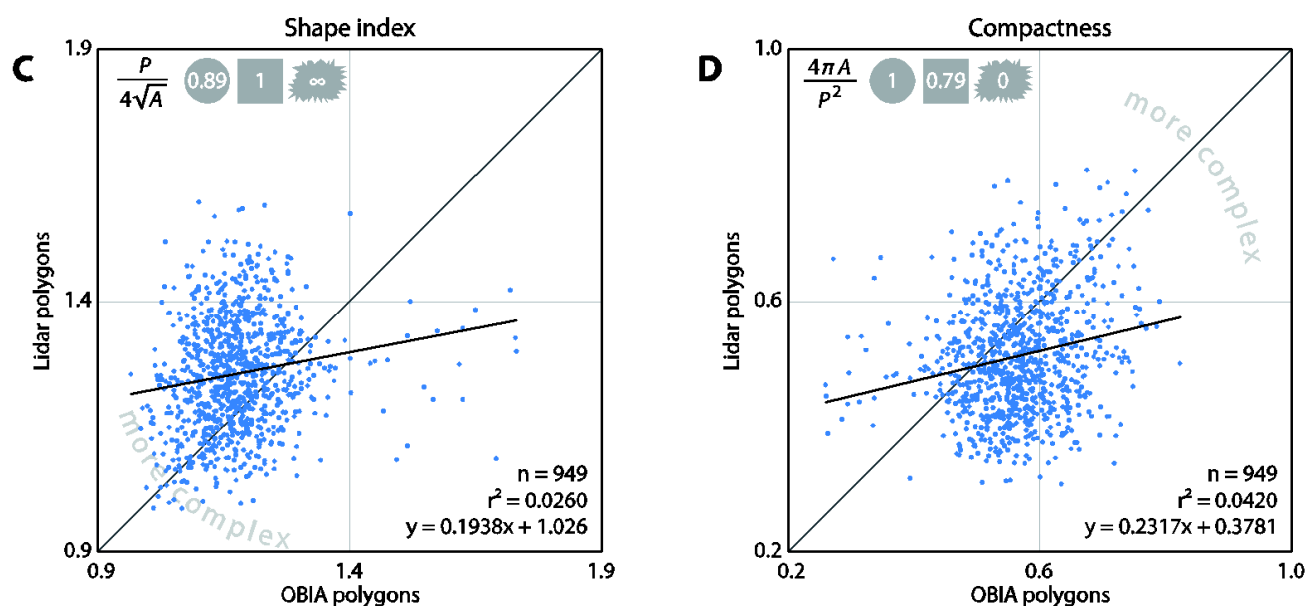 Shape index
C
1.9
P
4√A
0.89
1
∞
Lidar polygons
1.4
more complex
n = 949
r² = 0.0260
y = 0.1938x + 1.026
0.9
0.9
1.4
1.9
OBIA polygons
Compactness
D
1.0
4πA
P²
1
0.79
0
more complex
Lidar polygons
0.6
n = 949
r² = 0.0420
y = 0.2317x + 0.3781
0.2
0.2
0.6
1.0
OBIA polygons